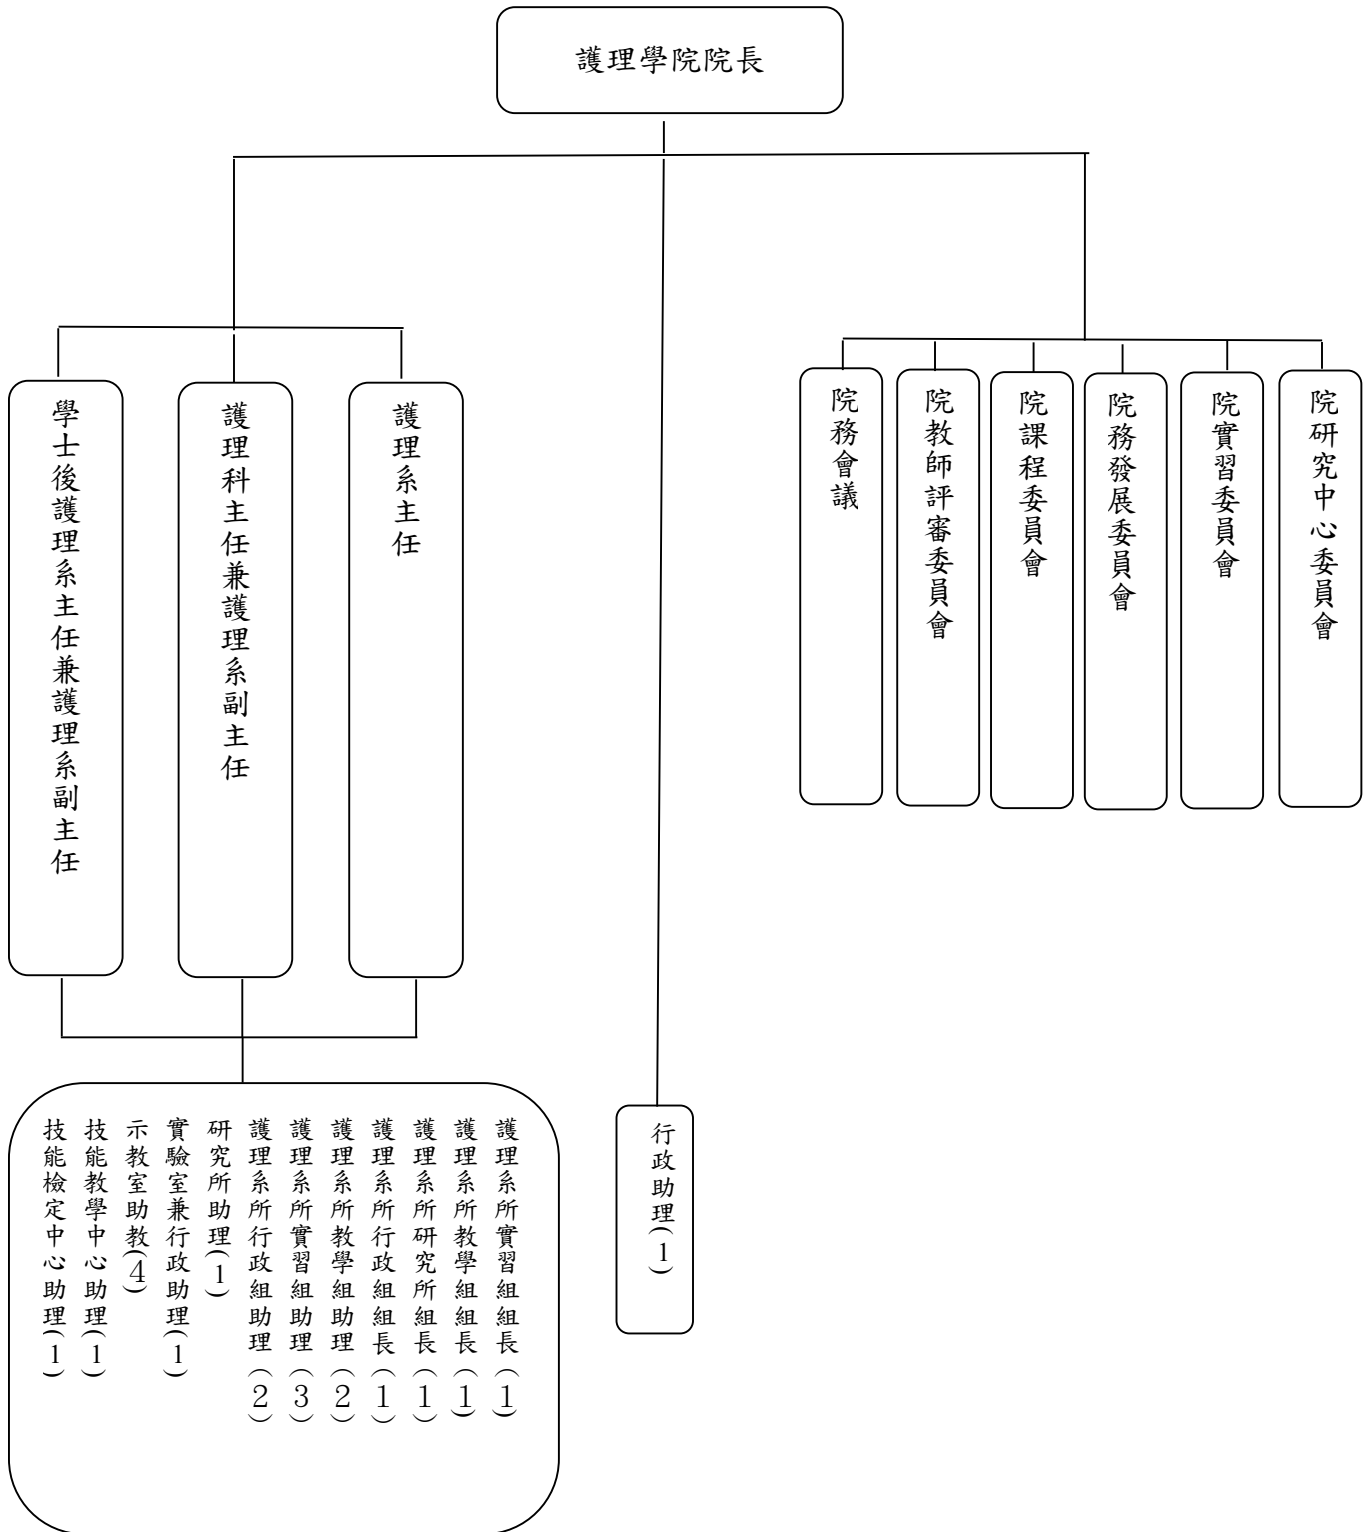 護理學院院長
學士後護理系主任兼護理系副主任
護理科主任兼護理系副主任
護理系主任
院務會議
院教師評審委員會
院課程委員會
院務發展委員會
院實習委員會
院研究中心委員會
行政助理(1)
護理系所實習組組長(1)
護理系所教學組組長(1)
護理系所研究所組長(1)
護理系所行政組組長(1)
護理系所教學組助理(2)
護理系所實習組助理(3)
護理系所行政組助理(2)
研究所助理(1)
實驗室兼行政助理(1)
示教室助教(4)
技能教學中心助理(1)
技能檢定中心助理(1)